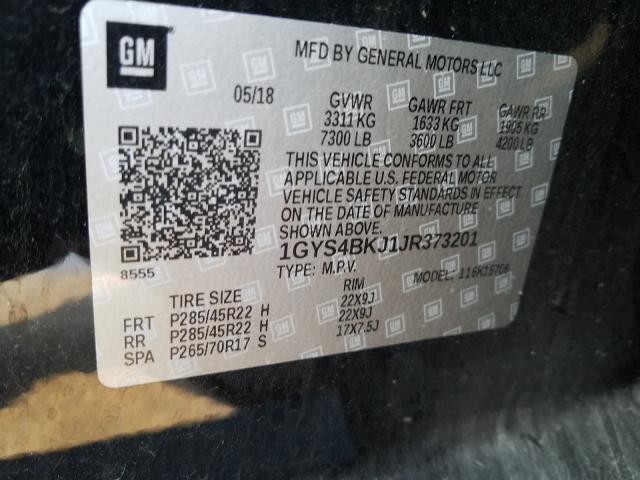 GM
MFD BY GENERAL MOTORS LLC
05/18
GVWR GAWR FRT GAWR RR
3311 KG 1633 KG 1905 KG
7300 LB 3600 LB 4200 LB
THIS VEHICLE CONFORMS TO ALL
APPLICABLE U.S. FEDERAL MOTOR
VEHICLE SAFETY STANDARDS IN EFFECT
ON THE DATE OF MANUFACTURE
SHOWN ABOVE.
1GYS4BKJ1JR373201
8555
TYPE: M.P.V. MODEL: 116K15706
TIRE SIZE RIM
FRT P285/45R22 H 22X9J
RR P285/45R22 H 22X9J
SPA P265/70R17 S 17X7.5J